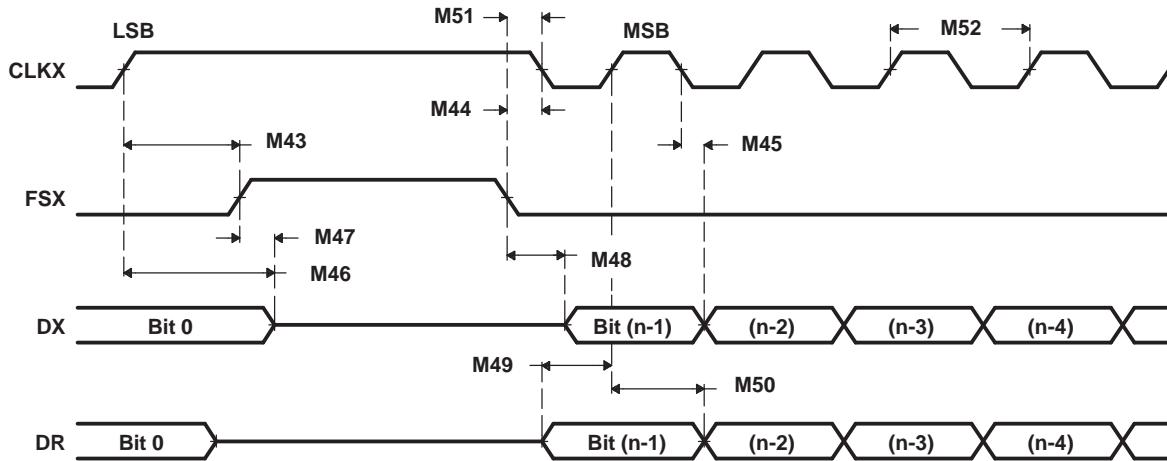 M51
LSB
MSB
M52
CLKX
M44
M43
M45
FSX
M47
M48
M46
DX
Bit 0
Bit (n-1)
(n-2)
(n-3)
(n-4)
M49
M50
DR
Bit 0
Bit (n-1)
(n-2)
(n-3)
(n-4)